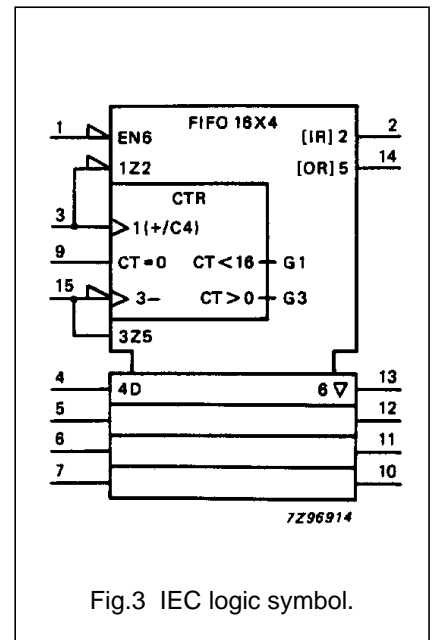 FIFO 16X4
1 EN6 [IR] 2 2
1Z2 [OR] 5 14
CTR
3 1(+/C4)
9 CT=0 CT<16 G1
15 3− CT>0 G3
3Z5
4 4D 6 ▽ 13
5 12
6 11
7 10
7Z96914
Fig.3 IEC logic symbol.